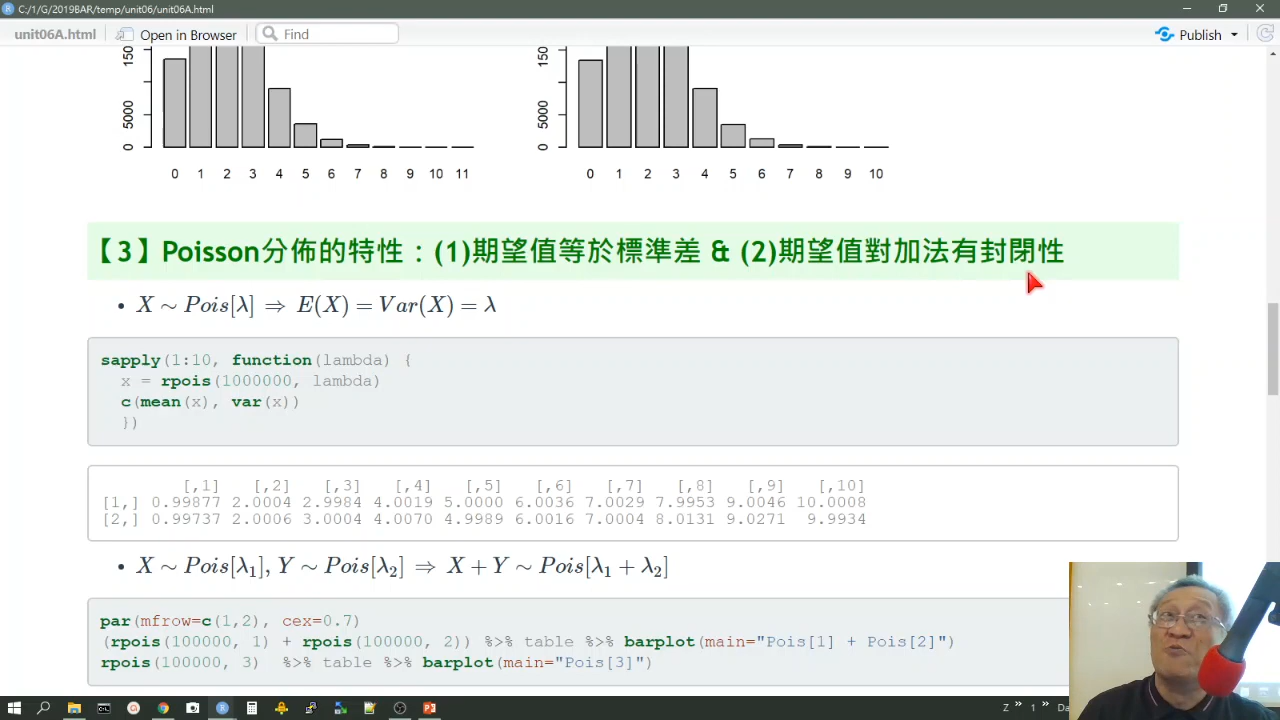 C:/1/G/2019BAR/temp/unit06/unit06A.html
unit06A.html Open in Browser Find Publish
150 150
5000 5000
0 0
0 1 2 3 4 5 6 7 8 9 10 11 0 1 2 3 4 5 6 7 8 9 10
【3】Poisson分佈的特性：(1)期望值等於標準差 & (2)期望值對加法有封閉性
• X ∼ Pois[λ] ⇒ E(X) = Var(X) = λ
sapply(1:10, function(lambda) {
x = rpois(1000000, lambda)
c(mean(x), var(x))
})
[,1] [,2] [,3] [,4] [,5] [,6] [,7] [,8] [,9] [,10]
[1,] 0.99877 2.0004 2.9984 4.0019 5.0000 6.0036 7.0029 7.9953 9.0046 10.0008
[2,] 0.99737 2.0006 3.0004 4.0070 4.9989 6.0016 7.0004 8.0131 9.0271 9.9934
• X ∼ Pois[λ₁], Y ∼ Pois[λ₂] ⇒ X + Y ∼ Pois[λ₁ + λ₂]
par(mfrow=c(1,2), cex=0.7)
(rpois(100000, 1) + rpois(100000, 2)) %>% table %>% barplot(main="Pois[1] + Pois[2]")
rpois(100000, 3) %>% table %>% barplot(main="Pois[3]")
Z » 1 » Da